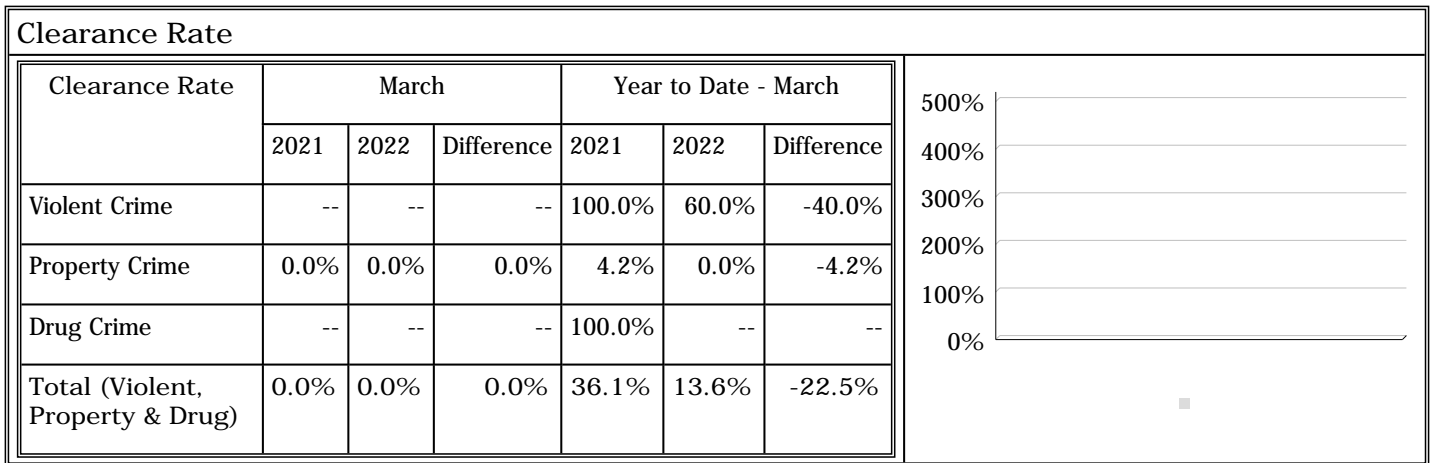 Clearance Rate
Clearance Rate March Year to Date - March
2021 2022 Difference 2021 2022 Difference
Violent Crime -- -- -- 100.0% 60.0% -40.0%
Property Crime 0.0% 0.0% 0.0% 4.2% 0.0% -4.2%
Drug Crime -- -- -- 100.0% -- --
Total (Violent,
Property & Drug) 0.0% 0.0% 0.0% 36.1% 13.6% -22.5%
500%
400%
300%
200%
100%
0%